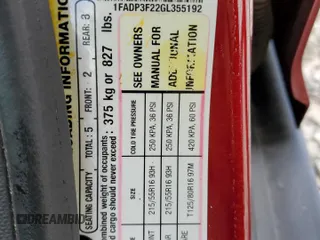 1FADP3F22GL355192
LOADING INFORMATION
SEATING CAPACITY TOTAL: 5 FRONT: 2 REAR: 3
combined weight of occupants
and cargo should never exceed: 375 kg or 827 lbs.
SIZE COLD TIRE PRESSURE SEE OWNERS
MANUAL FOR
ADDITIONAL
INFORMATION
215/55R16 93H 250 KPA, 36 PSI
215/55R16 93H 250 KPA, 36 PSI
T125/80R16 97M 420 KPA, 60 PSI
DREAMBID